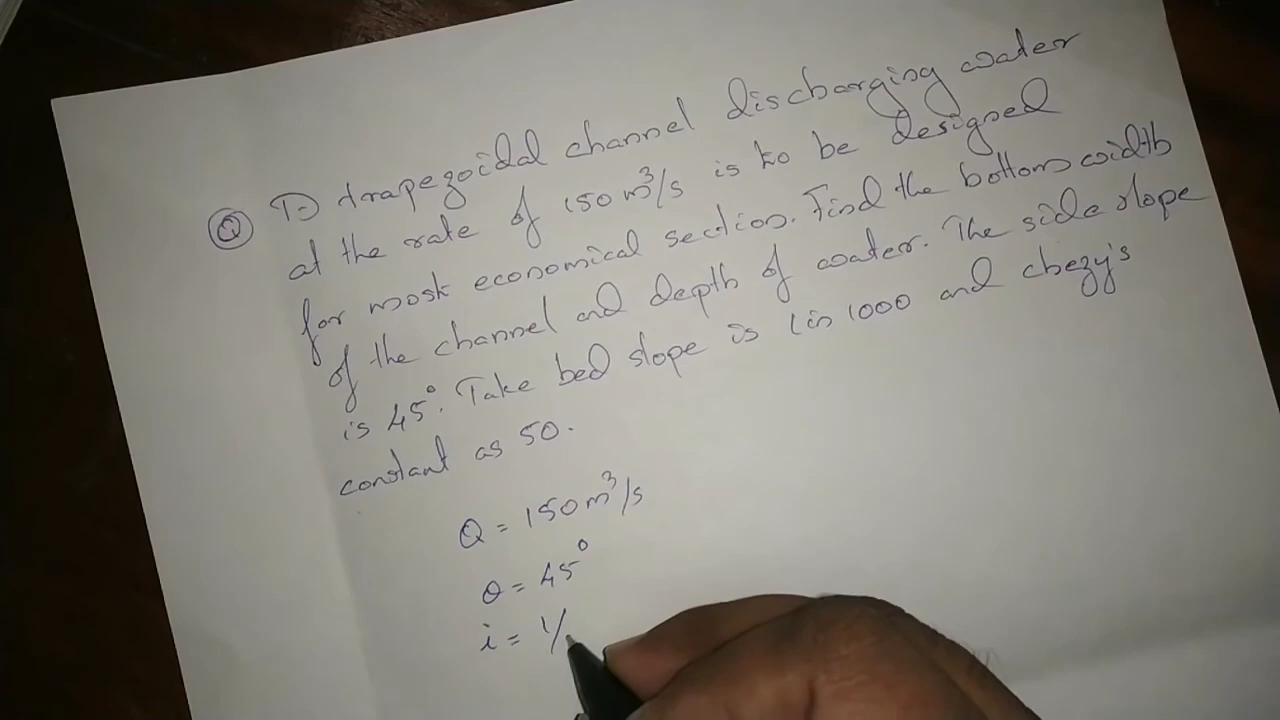 Q 1) A trapezoidal channel discharging water
at the rate of 150 m³/s is to be designed
for most economical section. Find the bottom width
of the channel and depth of water. The side slope
is 45°. Take bed slope is 1 in 1000 and chezy's
constant as 50.
Q = 150 m³/s
θ = 45°
i = 1/